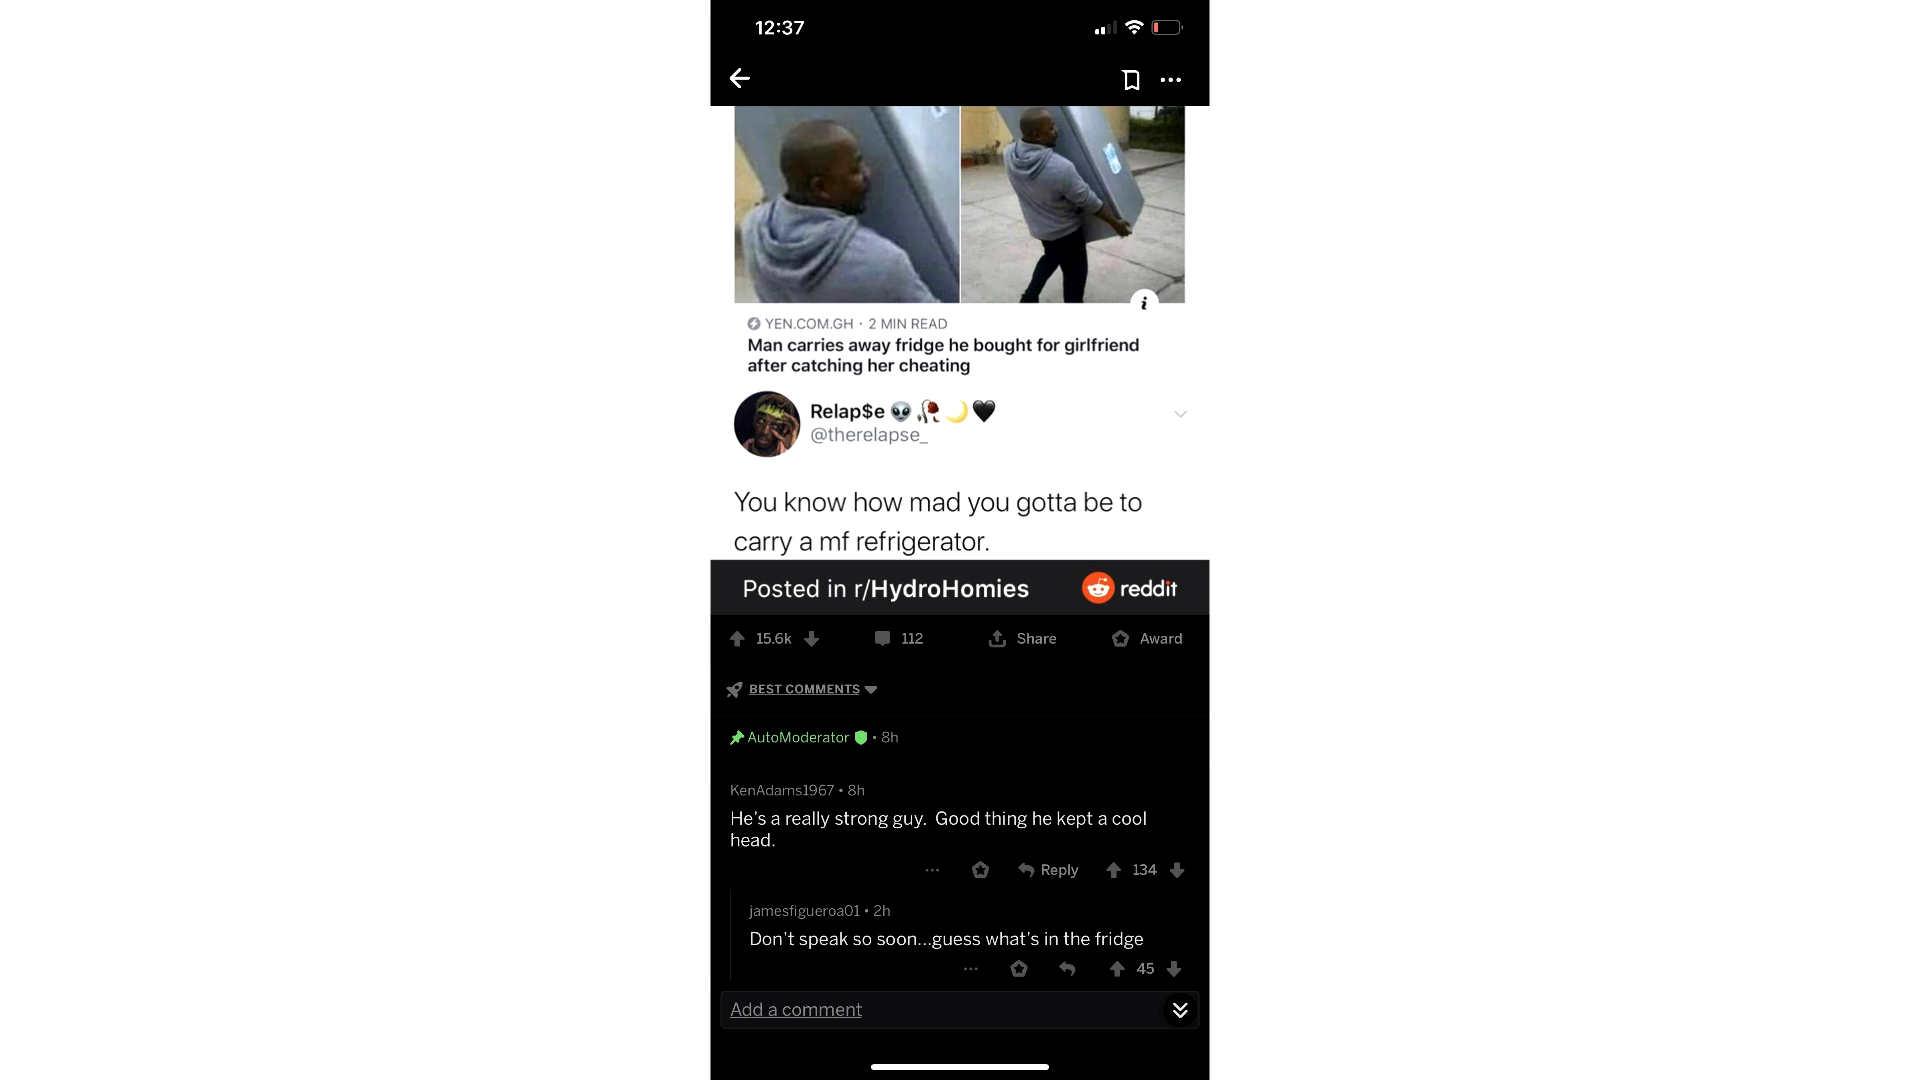 12:37
YEN.COM.GH · 2 MIN READ
Man carries away fridge he bought for girlfriend
after catching her cheating
Relap$e 👽🥀🌙🖤
@therelapse_
You know how mad you gotta be to
carry a mf refrigerator.
Posted in r/HydroHomies reddit
15.6k 112 Share Award
BEST COMMENTS
AutoModerator • 8h
KenAdams1967 • 8h
He's a really strong guy.  Good thing he kept a cool
head.
... Reply 134
jamesfigueroa01 • 2h
Don't speak so soon...guess what's in the fridge
... 45
Add a comment